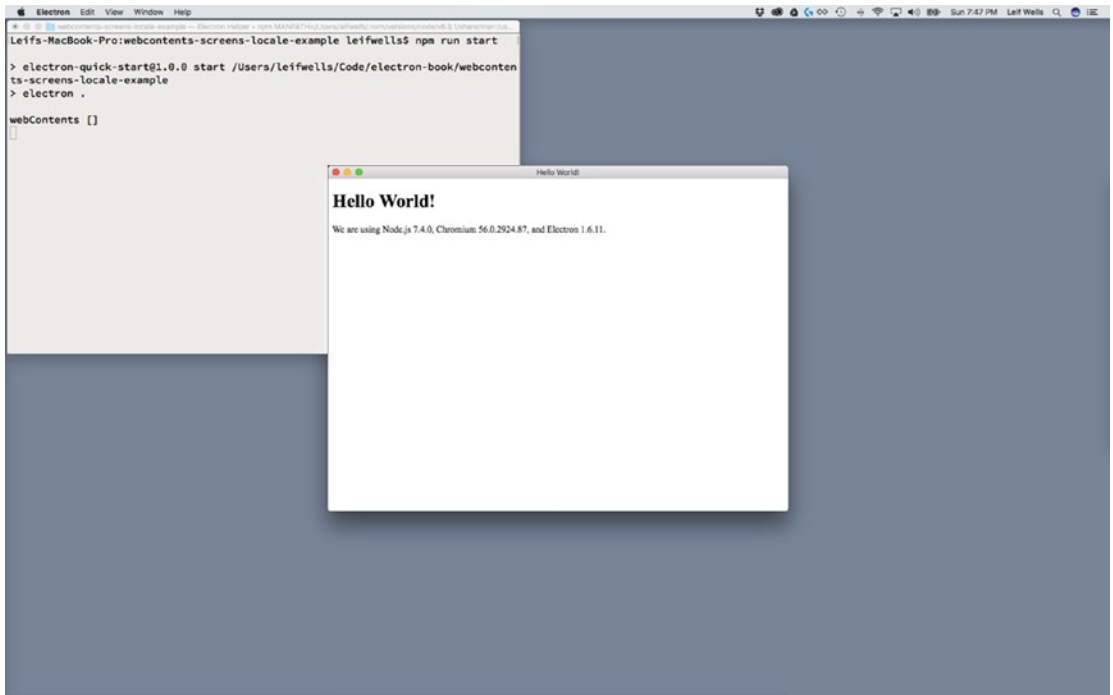 Electron Edit View Window Help
Sun 7:47 PM Leif Wells
Leifs-MacBook-Pro:webcontents-screens-locale-example leifwells$ npm run start
> electron-quick-start@1.0.0 start /Users/leifwells/Code/electron-book/webconten
ts-screens-locale-example
> electron .
webContents []
Hello World!
Hello World!
We are using Node.js 7.4.0, Chromium 56.0.2924.87, and Electron 1.6.11.